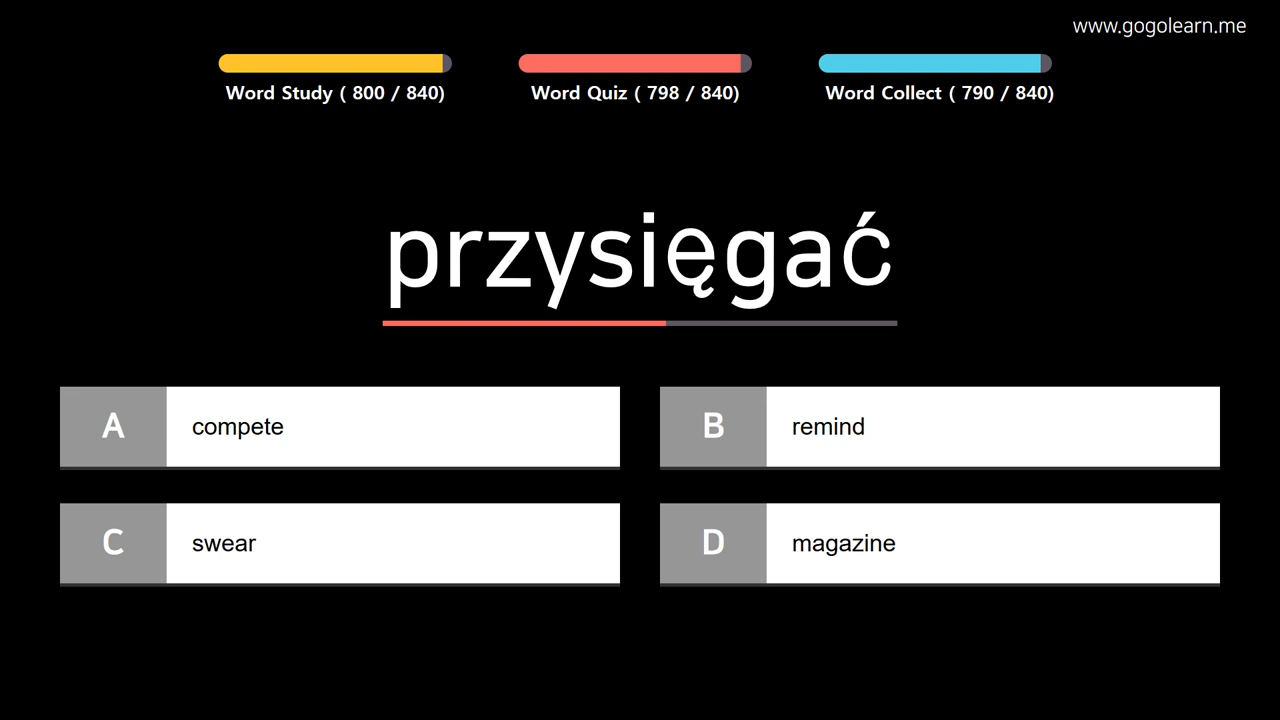 www.gogolearn.me
Word Study ( 800 / 840)
Word Quiz ( 798 / 840)
Word Collect ( 790 / 840)
przysięgać
A compete
B remind
C swear
D magazine